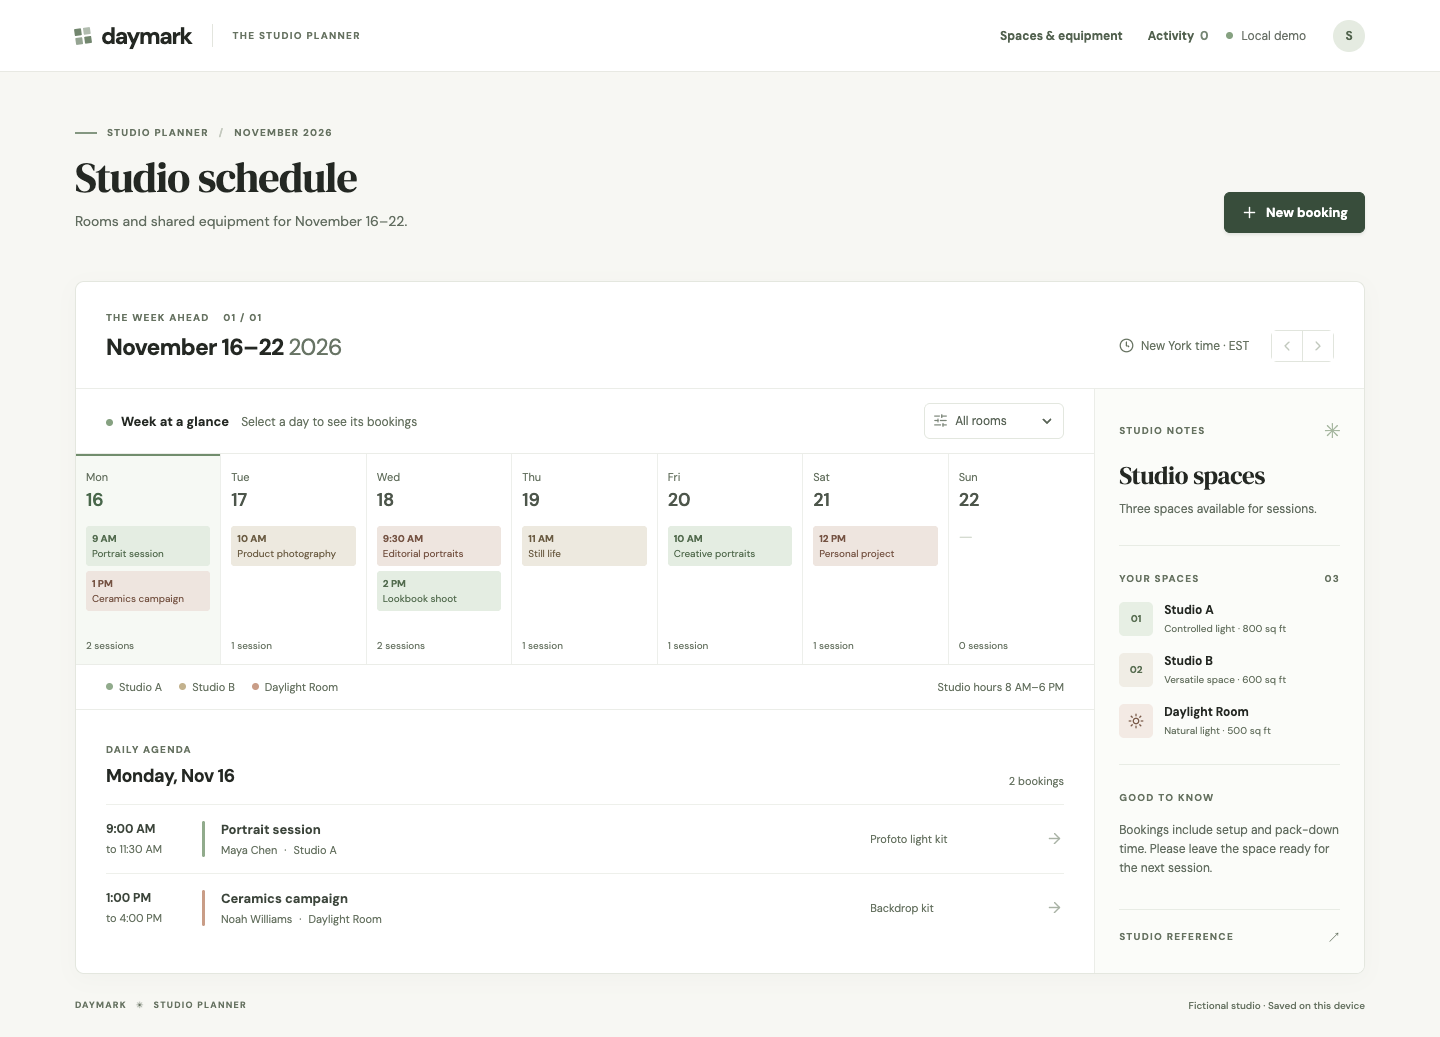 daymark
THE STUDIO PLANNER
Spaces & equipment
Activity 0
Local demo
S
STUDIO PLANNER / NOVEMBER 2026
Studio schedule
Rooms and shared equipment for November 16–22.
New booking
THE WEEK AHEAD 01 / 01
November 16–22 2026
New York time · EST
Week at a glance
Select a day to see its bookings
All rooms
Mon
16
9 AM
Portrait session
1 PM
Ceramics campaign
2 sessions
Tue
17
10 AM
Product photography
1 session
Wed
18
9:30 AM
Editorial portraits
2 PM
Lookbook shoot
2 sessions
Thu
19
11 AM
Still life
1 session
Fri
20
10 AM
Creative portraits
1 session
Sat
21
12 PM
Personal project
1 session
Sun
22
—
0 sessions
Studio A
Studio B
Daylight Room
Studio hours 8 AM–6 PM
DAILY AGENDA
Monday, Nov 16
2 bookings
9:00 AM
to 11:30 AM
Portrait session
Maya Chen · Studio A
Profoto light kit
1:00 PM
to 4:00 PM
Ceramics campaign
Noah Williams · Daylight Room
Backdrop kit
STUDIO NOTES
Studio spaces
Three spaces available for sessions.
YOUR SPACES
03
01
Studio A
Controlled light · 800 sq ft
02
Studio B
Versatile space · 600 sq ft
Daylight Room
Natural light · 500 sq ft
GOOD TO KNOW
Bookings include setup and pack-down
time. Please leave the space ready for
the next session.
STUDIO REFERENCE
DAYMARK ✳ STUDIO PLANNER
Fictional studio · Saved on this device